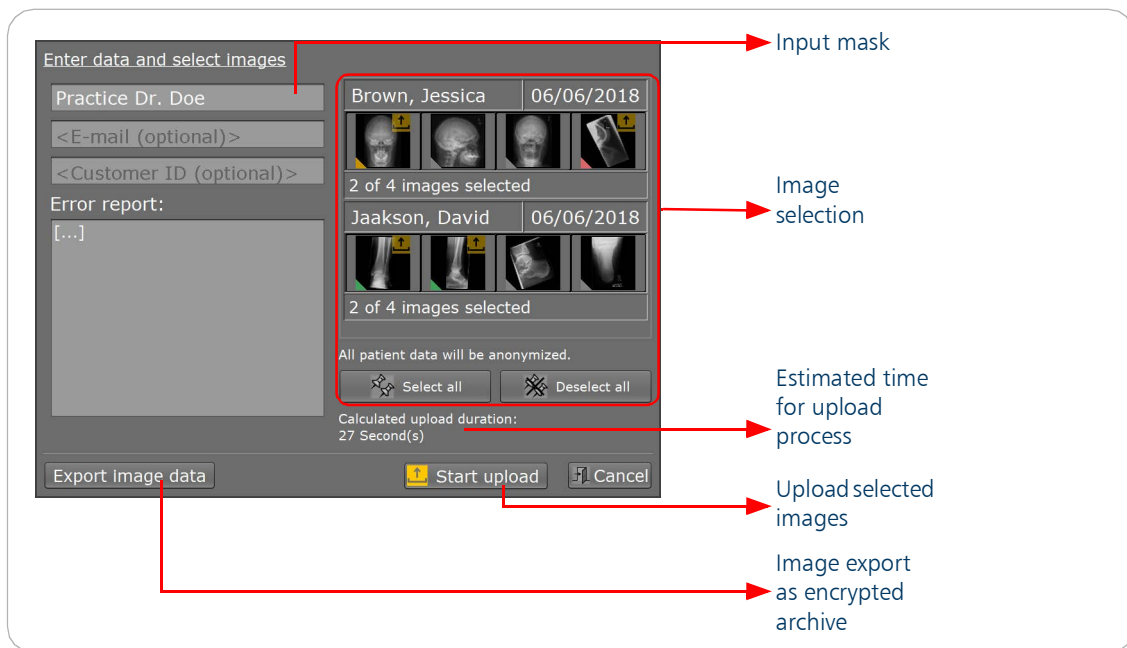 Enter data and select images
Practice Dr. Doe
<E-mail (optional)>
<Customer ID (optional)>
Error report:
[...]
Brown, Jessica 06/06/2018
2 of 4 images selected
Jaakson, David 06/06/2018
2 of 4 images selected
All patient data will be anonymized.
Select all Deselect all
Calculated upload duration:
27 Second(s)
Export image data Start upload Cancel
Input mask
Image
selection
Estimated time
for upload
process
Upload selected
images
Image export
as encrypted
archive